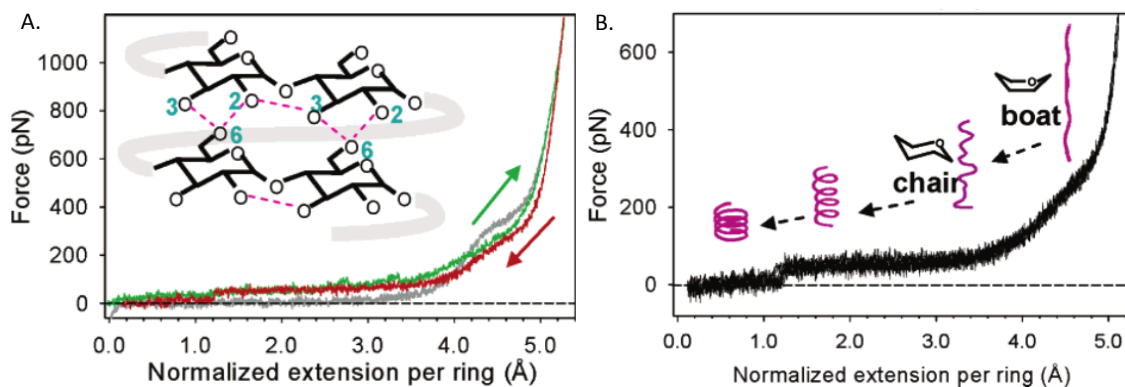 A.
Force (pN)
1000
800
600
400
200
0
0.0 1.0 2.0 3.0 4.0 5.0
Normalized extension per ring (Å)
O O
O O
O O O O
3 2 3 2
O O O
6 6
O O
O O
O O O O
B.
Force (pN)
600
400
200
0
0.0 1.0 2.0 3.0 4.0 5.0
Normalized extension per ring (Å)
O
boat
O
chair